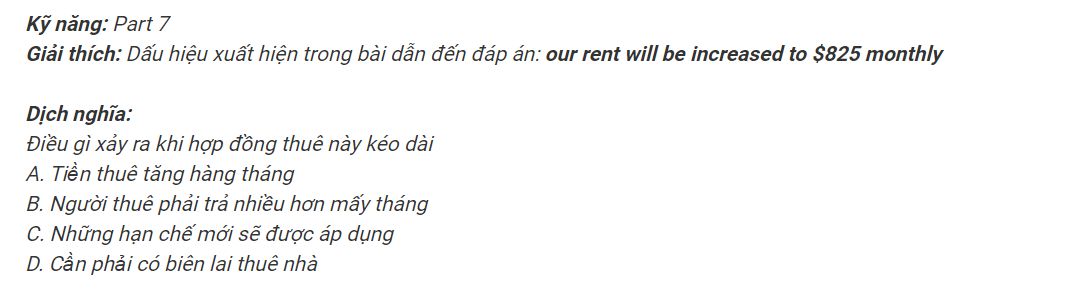 Kỹ năng: Part 7
Giải thích: Dấu hiệu xuất hiện trong bài dẫn đến đáp án: our rent will be increased to $825 monthly
Dịch nghĩa:
Điều gì xảy ra khi hợp đồng thuê này kéo dài
A. Tiền thuê tăng hàng tháng
B. Người thuê phải trả nhiều hơn mấy tháng
C. Những hạn chế mới sẽ được áp dụng
D. Cần phải có biên lai thuê nhà